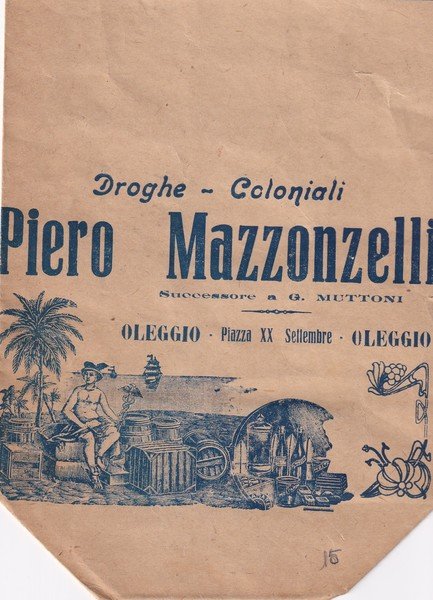 Droghe - Coloniali
Piero Mazzonzelli
Successore a G. MUTTONI
OLEGGIO · Piazza XX Settembre · OLEGGIO
15